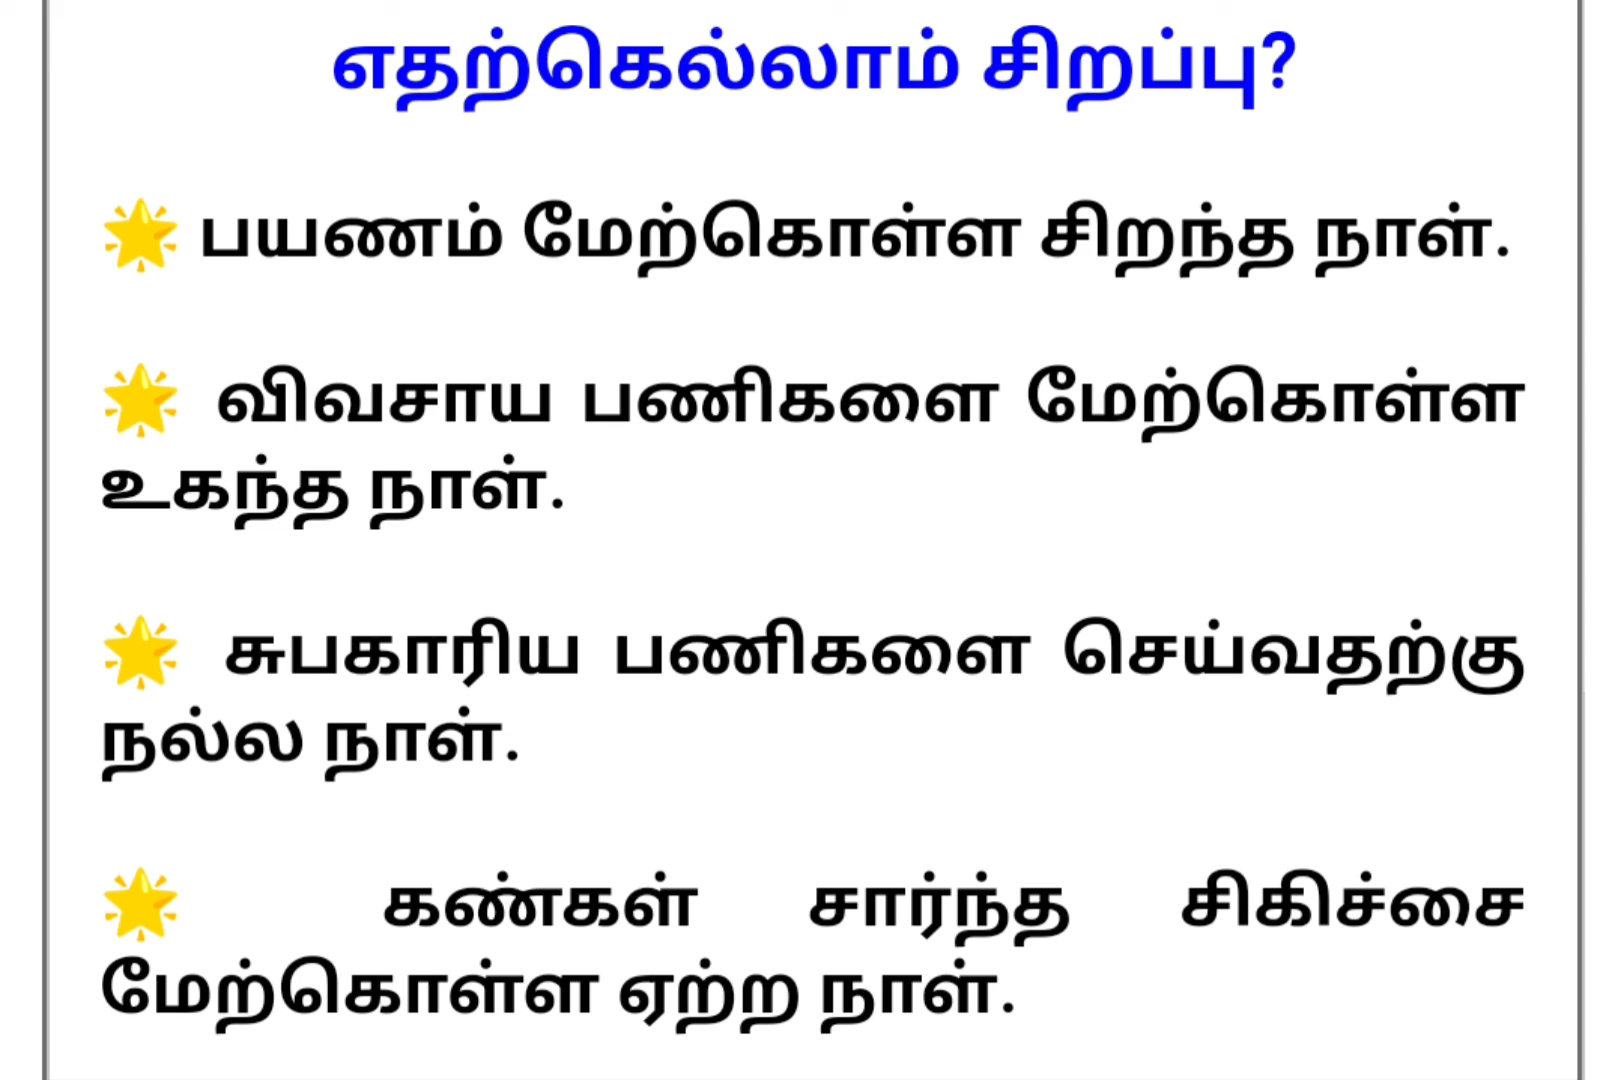 எதற்கெல்லாம் சிறப்பு?
🌟 பயணம் மேற்கொள்ள சிறந்த நாள்.
🌟 விவசாய பணிகளை மேற்கொள்ள
உகந்த நாள்.
🌟 சுபகாரிய பணிகளை செய்வதற்கு
நல்ல நாள்.
🌟 கண்கள் சார்ந்த சிகிச்சை
மேற்கொள்ள ஏற்ற நாள்.